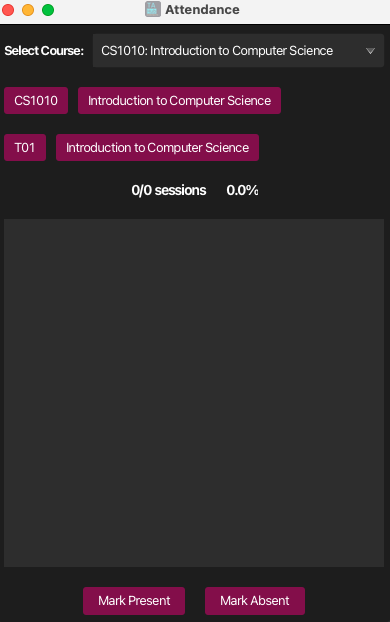 Attendance
Select Course: CS1010: Introduction to Computer Science
CS1010 Introduction to Computer Science
T01 Introduction to Computer Science
0/0 sessions 0.0%
Mark Present Mark Absent